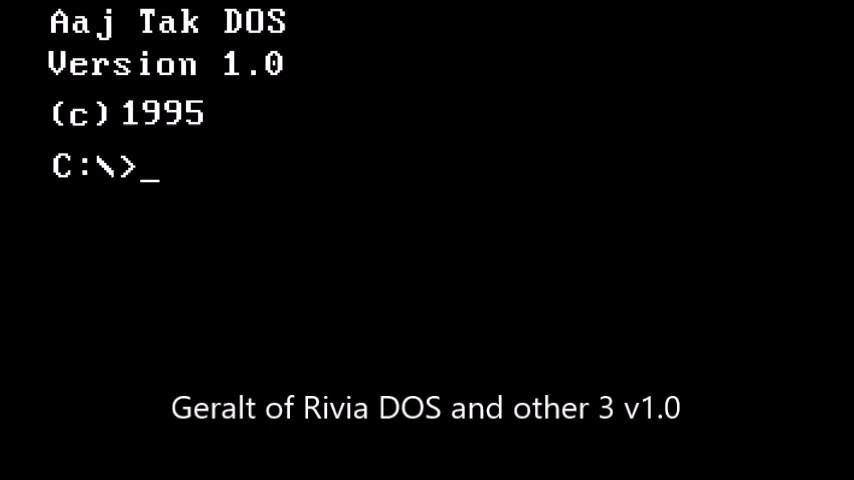 Aaj Tak DOS
Version 1.0
(c) 1995
C:\>_
Geralt of Rivia DOS and other 3 v1.0